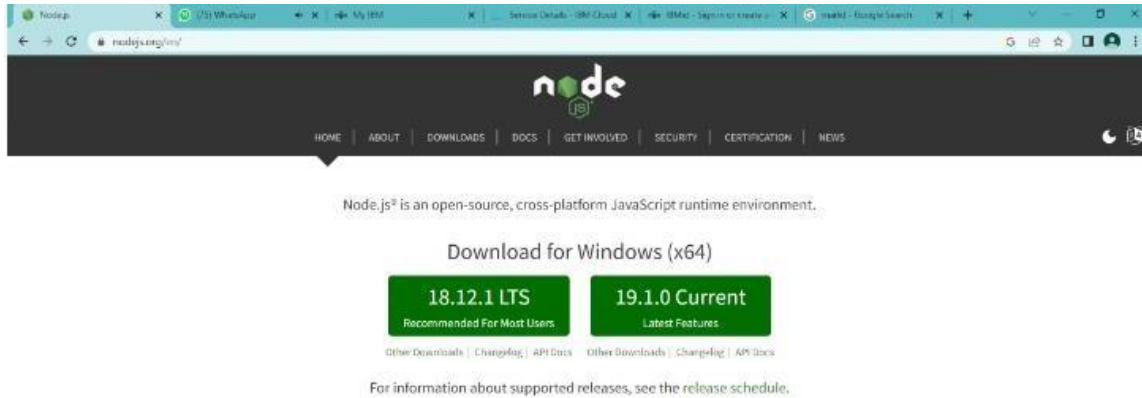 Node.js
(75) WhatsApp
My IBM
Service Details - IBM Cloud
IBMid - Sign in or create a
Google Search
nodejs.org/en/
node
JS
HOME | ABOUT | DOWNLOADS | DOCS | GET INVOLVED | SECURITY | CERTIFICATION | NEWS
Node.js® is an open-source, cross-platform JavaScript runtime environment.
Download for Windows (x64)
18.12.1 LTS
Recommended For Most Users
19.1.0 Current
Latest Features
Other Downloads | Changelog | API Docs
Other Downloads | Changelog | API Docs
For information about supported releases, see the release schedule.